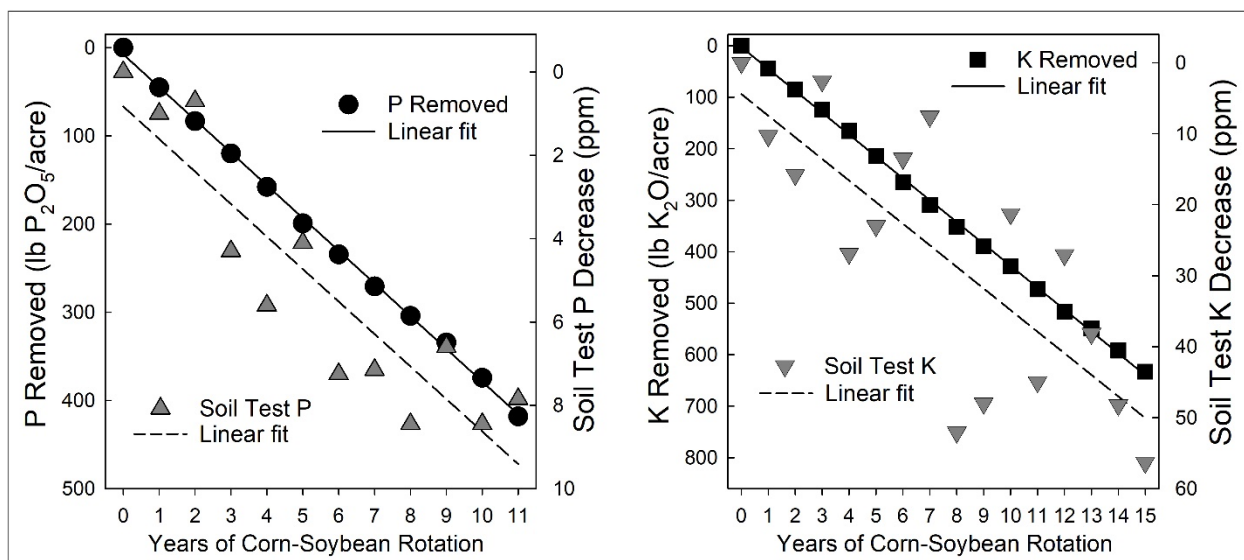 P Removed (lb P₂O₅/acre)
0
100
200
300
400
500
P Removed
Linear fit
Soil Test P
Linear fit
0
2
4
6
8
10
Soil Test P Decrease (ppm)
0 1 2 3 4 5 6 7 8 9 10 11
Years of Corn-Soybean Rotation
K Removed (lb K₂O/acre)
0
100
200
300
400
500
600
700
800
K Removed
Linear fit
Soil Test K
Linear fit
0
10
20
30
40
50
60
Soil Test K Decrease (ppm)
0 1 2 3 4 5 6 7 8 9 10 11 12 13 14 15
Years of Corn-Soybean Rotation